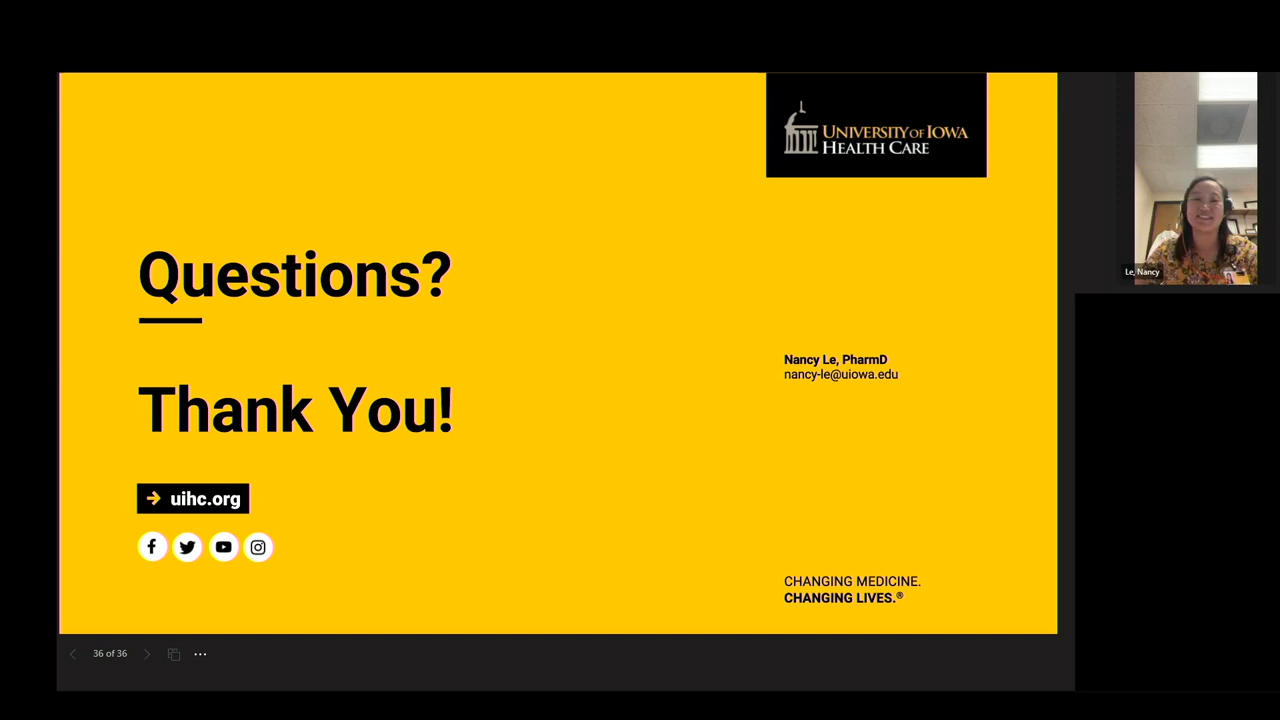 UNIVERSITY OF IOWA
HEALTH CARE
Questions?
Thank You!
Nancy Le, PharmD
nancy-le@uiowa.edu
uihc.org
CHANGING MEDICINE.
CHANGING LIVES.®
36 of 36
Le, Nancy